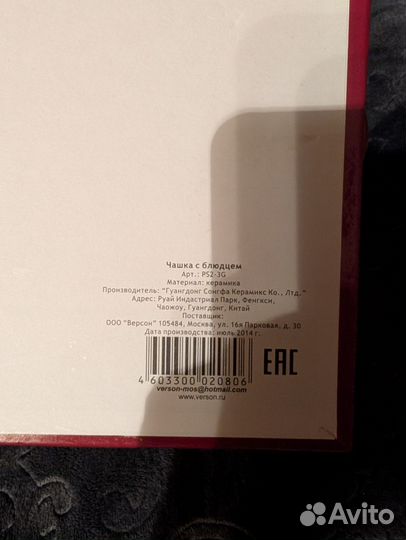 Чашка с блюдцем
Арт.: PS2-3G
Материал: керамика
Производитель: "Гуангдонг Сонгфа Керамикс Ко., Лтд."
Адрес: Руай Индастриал Парк, Фенгкси,
Чаожоу, Гуангдонг, Китай
Поставщик:
ООО "Версон" 105484, Москва, ул. 16я Парковая, д. 30
Дата производства: июль 2014 г.
EAC
4 603300 020806
verson-mos@hotmail.com
www.verson.ru
Avito